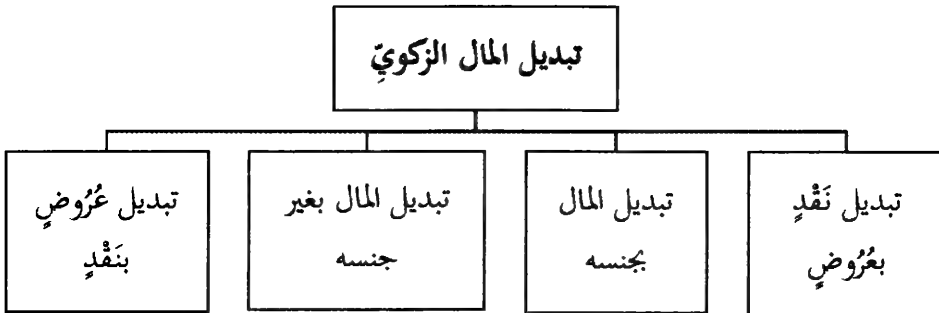 تبديل المال الزكويِّ
تبديل نَقْدٍ
بعُرُوضٍ
تبديل المال
بجنسه
تبديل المال بغير
جنسه
تبديل عُرُوضٍ
بنَقْدٍ